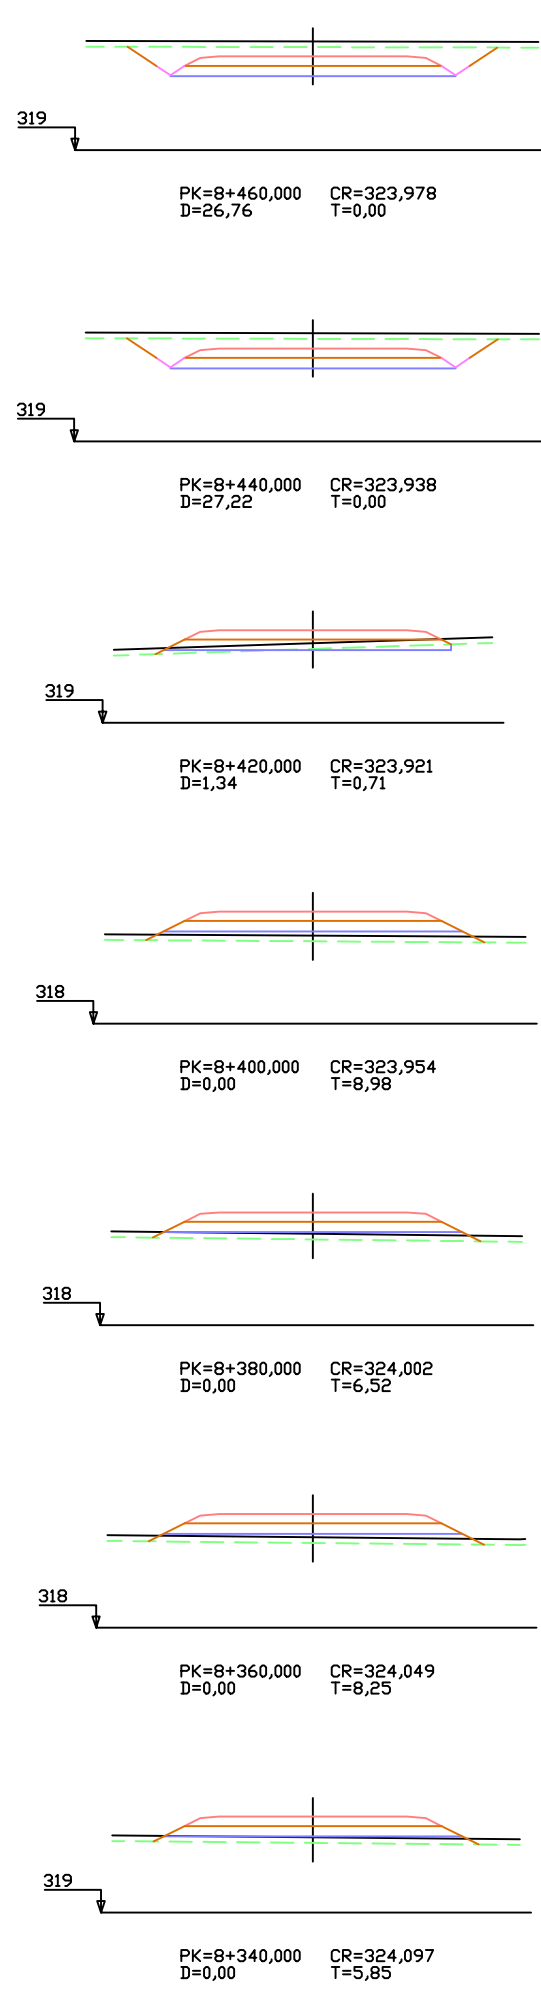 319
PK=8+460,000 CR=323,978
D=26,76 T=0,00
319
PK=8+440,000 CR=323,938
D=27,22 T=0,00
319
PK=8+420,000 CR=323,921
D=1,34 T=0,71
318
PK=8+400,000 CR=323,954
D=0,00 T=8,98
318
PK=8+380,000 CR=324,002
D=0,00 T=6,52
318
PK=8+360,000 CR=324,049
D=0,00 T=8,25
319
PK=8+340,000 CR=324,097
D=0,00 T=5,85